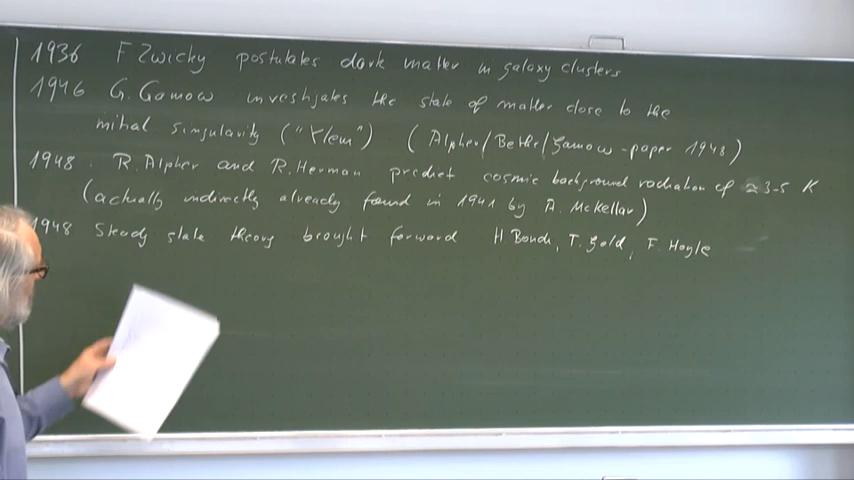 1936 F Zwicky postulates dark matter in galaxy clusters
1946 G. Gamow investigates the state of matter close to the
initial singularity ("Ylem") (Alpher/Bethe/Gamow-paper 1948)
1948 . R. Alpher and R. Herman predict cosmic background radiation of ≈ 3-5 K
(actually indirectly already found in 1941 by A. McKellar)
1948 Steady state theory brought forward H. Bondi, T. Gold, F. Hoyle